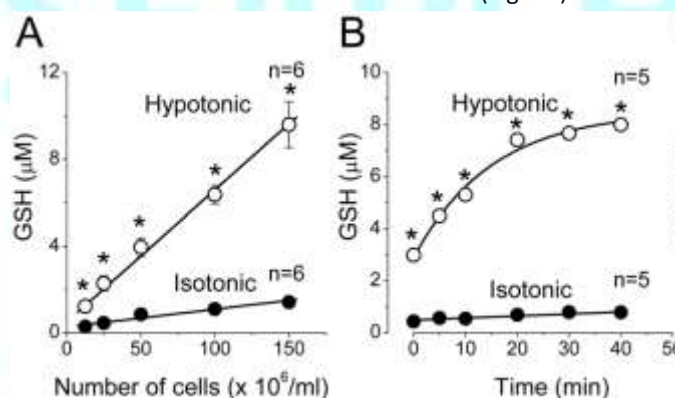 A
B
GSH (µM)
12
8
4
0
n=6
*
Hypotonic
*
*
*
*
Isotonic
n=6
0 50 100 150
Number of cells (x 10⁶/ml)
GSH (µM)
10
8
6
4
2
0
n=5
Hypotonic
* * *
*
*
*
Isotonic
n=5
0 10 20 30 40 50
Time (min)